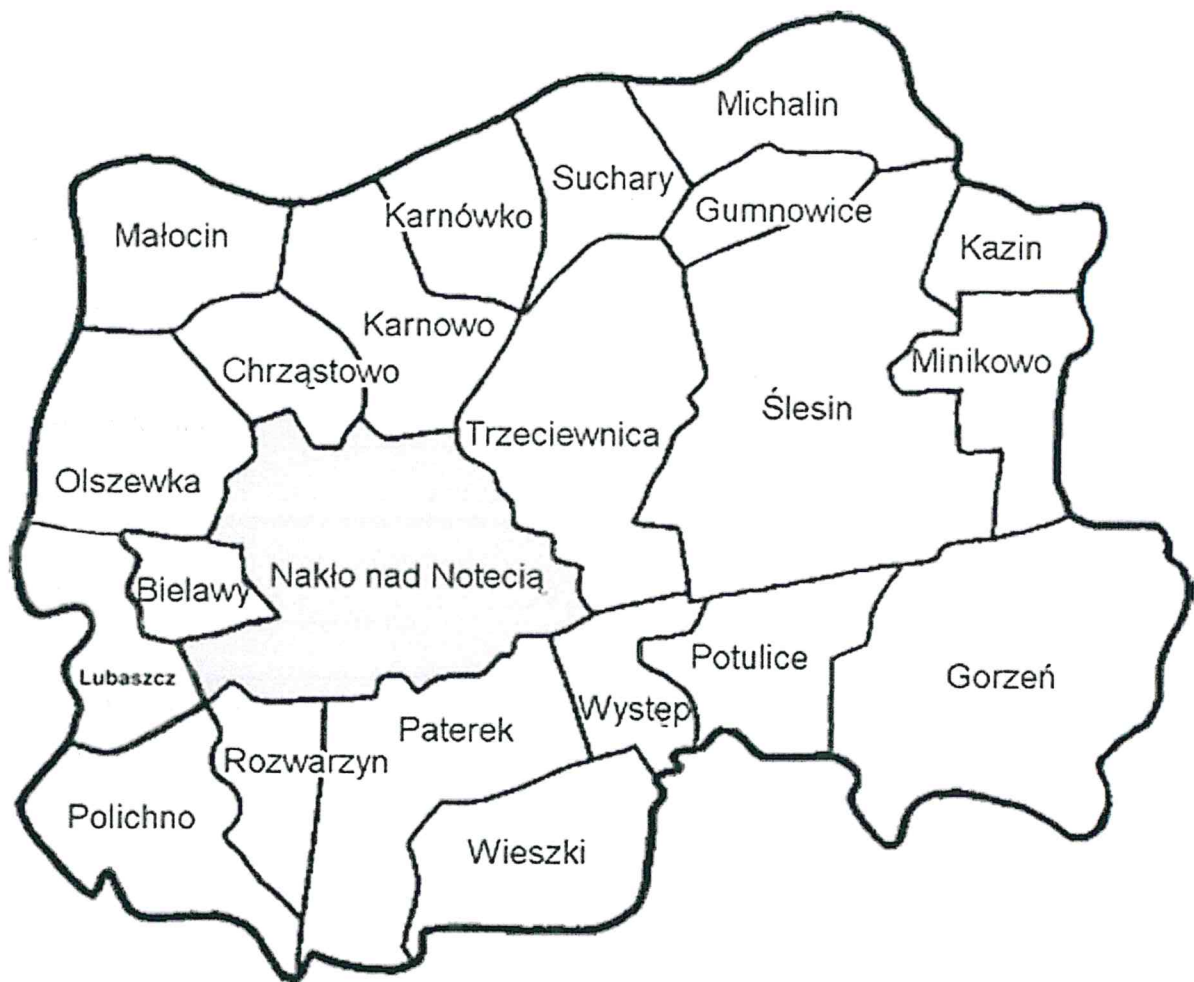 Michalin
Suchary
Karnówko
Gumnowice
Małocin
Kazin
Karnowo
Chrząstowo
Minikowo
Ślesin
Trzeciewnica
Olszewka
Bielawy
Nakło nad Notecią
Potulice
Lubaszcz
Gorzeń
Występ
Paterek
Rozwarzyn
Polichno
Wieszki